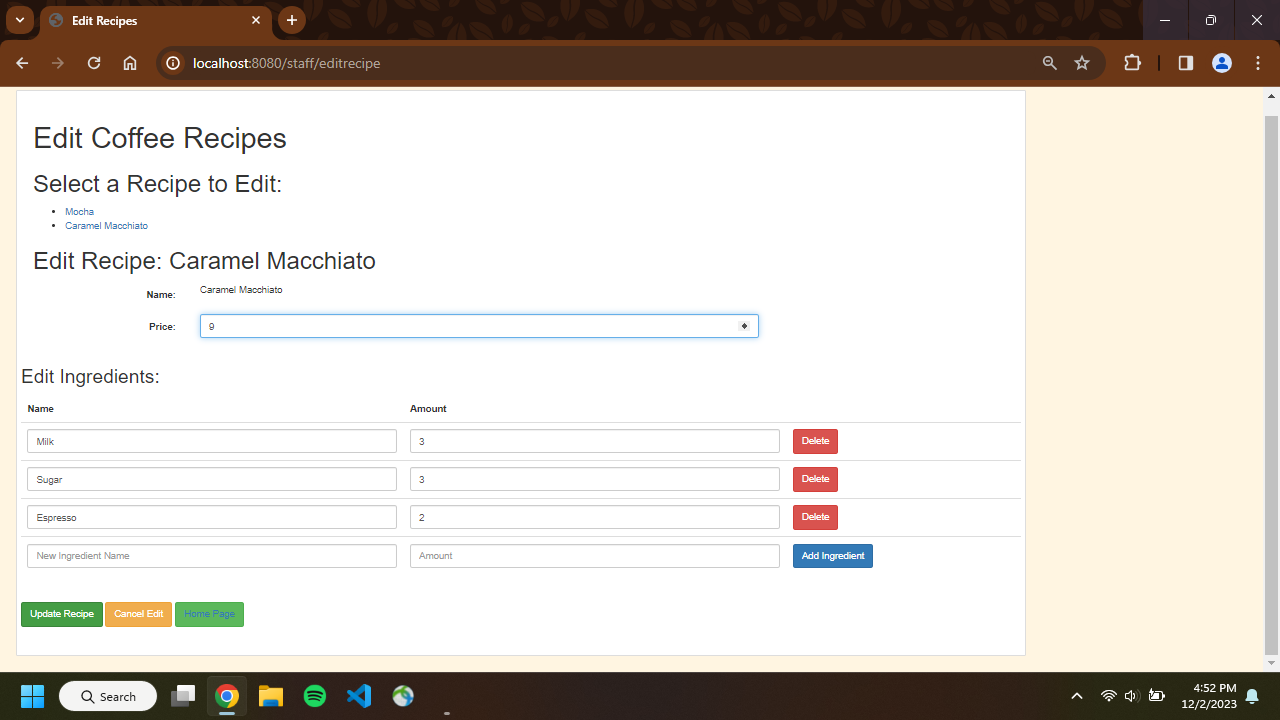 Edit Recipes
localhost:8080/staff/editrecipe
Edit Coffee Recipes
Select a Recipe to Edit:
Mocha
Caramel Macchiato
Edit Recipe: Caramel Macchiato
Name: Caramel Macchiato
Price: 9
Edit Ingredients:
Name Amount
Milk 3 Delete
Sugar 3 Delete
Espresso 2 Delete
New Ingredient Name Amount Add Ingredient
Update Recipe Cancel Edit Home Page
Search
4:52 PM
12/2/2023